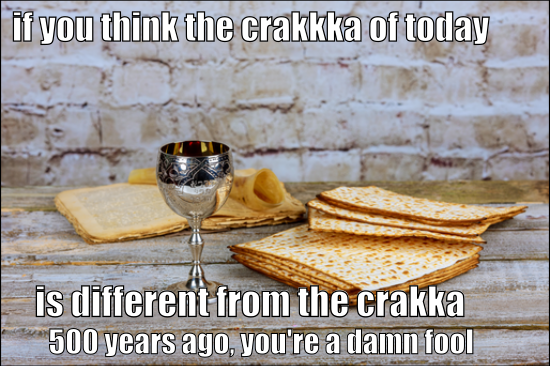 if you think the crakkka of today
is different from the crakka
500 years ago, you're a damn fool